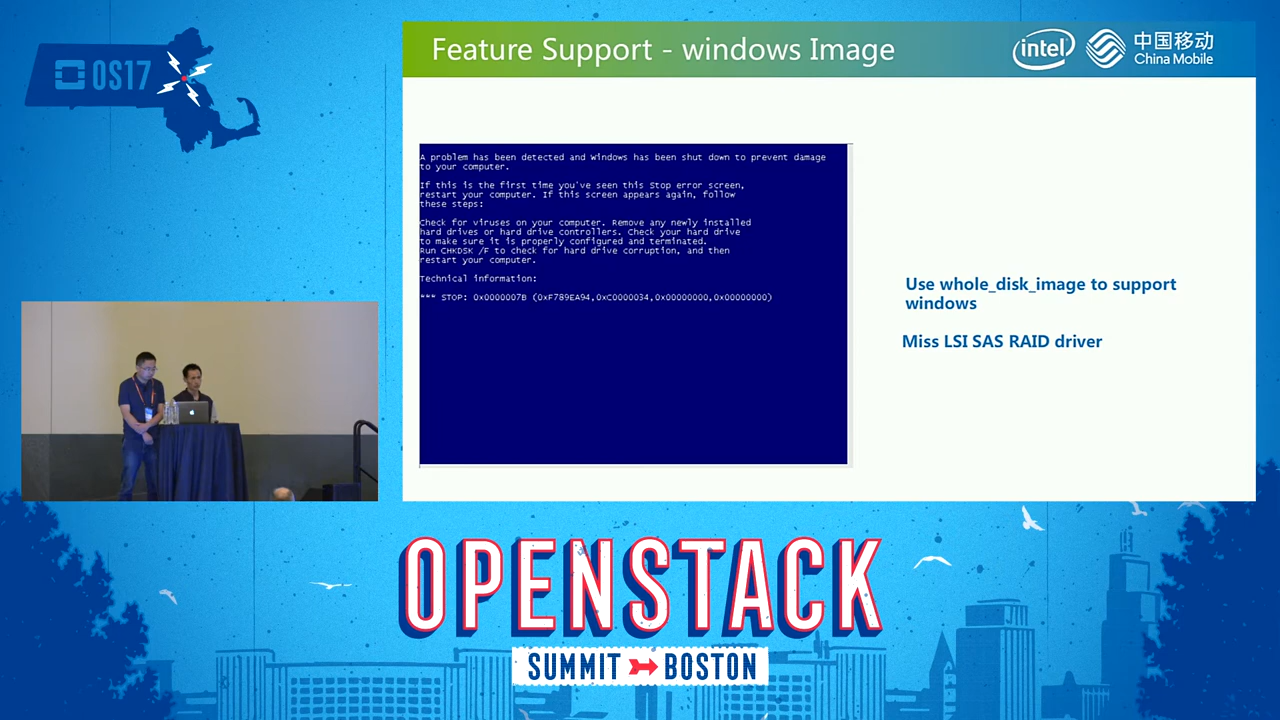 OS17
Feature Support - windows Image
intel
中国移动
China Mobile
A problem has been detected and Windows has been shut down to prevent damage
to your computer.
If this is the first time you've seen this Stop error screen,
restart your computer. If this screen appears again, follow
these steps:
Check for viruses on your computer. Remove any newly installed
hard drives or hard drive controllers. Check your hard drive
to make sure it is properly configured and terminated.
Run CHKDSK /F to check for hard drive corruption, and then
restart your computer.
Technical information:
*** STOP: 0x0000007B (0xF789EA94,0xC0000034,0x00000000,0x00000000)
Use whole_disk_image to support
windows
Miss LSI SAS RAID driver
OPENSTACK
SUMMIT BOSTON